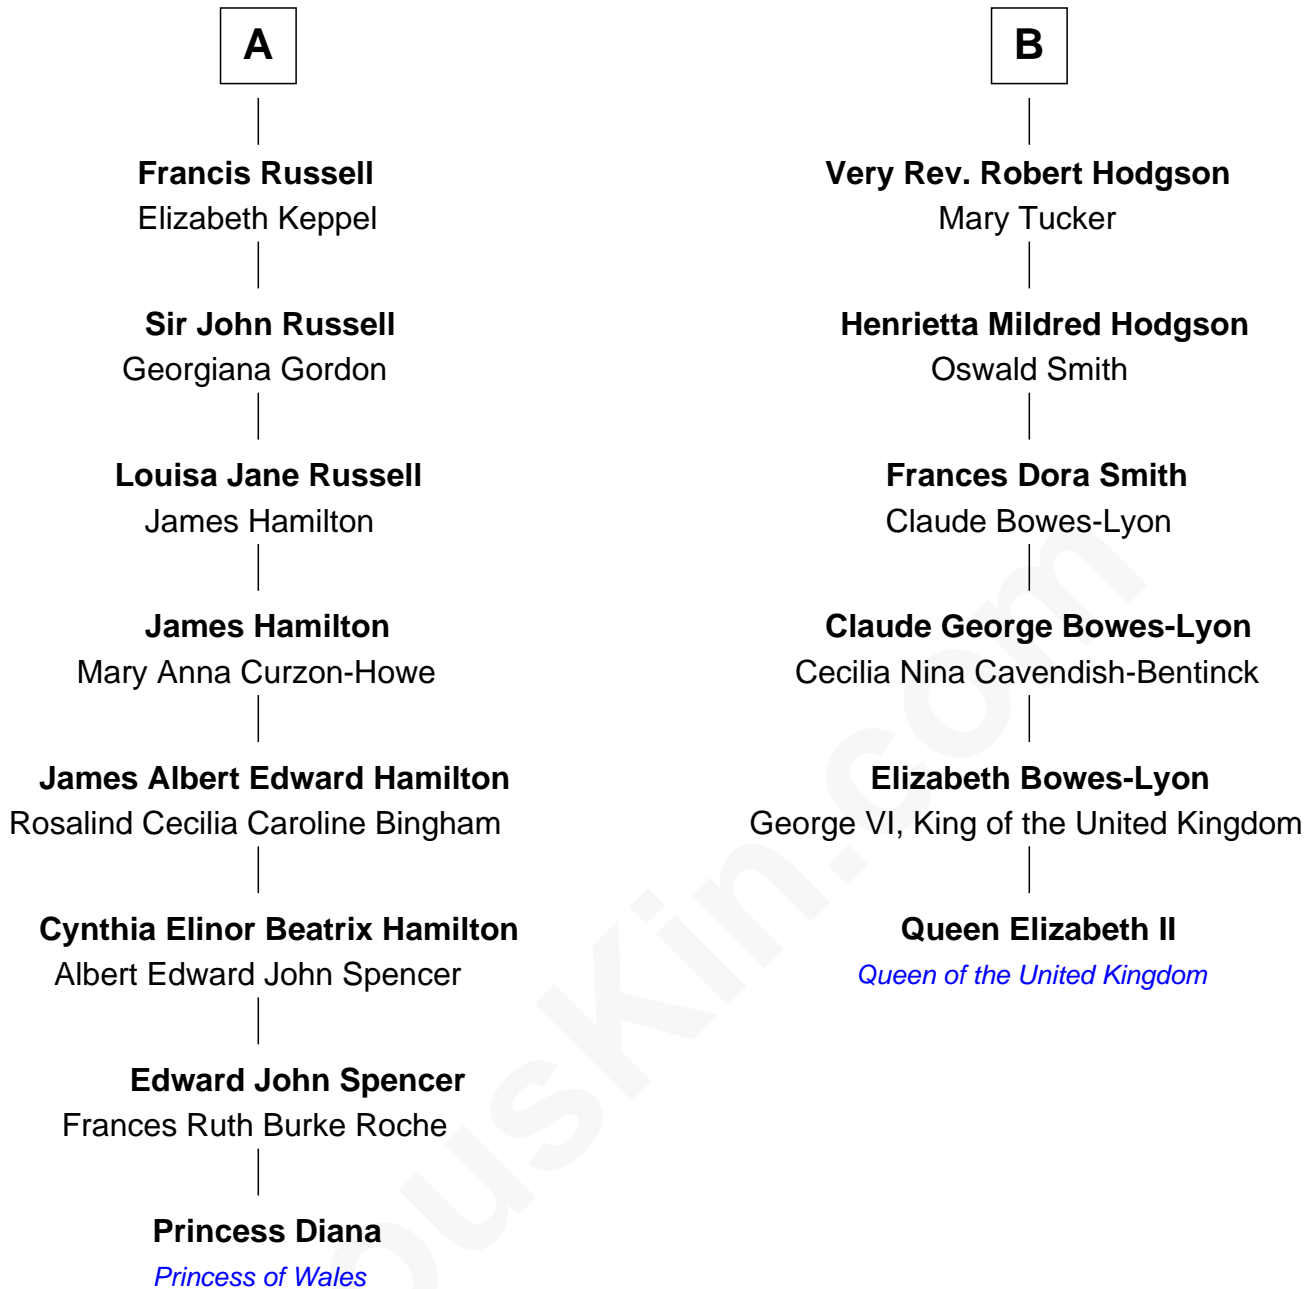 A
Francis Russell
Elizabeth Keppel
Sir John Russell
Georgiana Gordon
Louisa Jane Russell
James Hamilton
James Hamilton
Mary Anna Curzon-Howe
James Albert Edward Hamilton
Rosalind Cecilia Caroline Bingham
Cynthia Elinor Beatrix Hamilton
Albert Edward John Spencer
Edward John Spencer
Frances Ruth Burke Roche
Princess Diana
Princess of Wales
B
Very Rev. Robert Hodgson
Mary Tucker
Henrietta Mildred Hodgson
Oswald Smith
Frances Dora Smith
Claude Bowes-Lyon
Claude George Bowes-Lyon
Cecilia Nina Cavendish-Bentinck
Elizabeth Bowes-Lyon
George VI, King of the United Kingdom
Queen Elizabeth II
Queen of the United Kingdom
ousKin.com